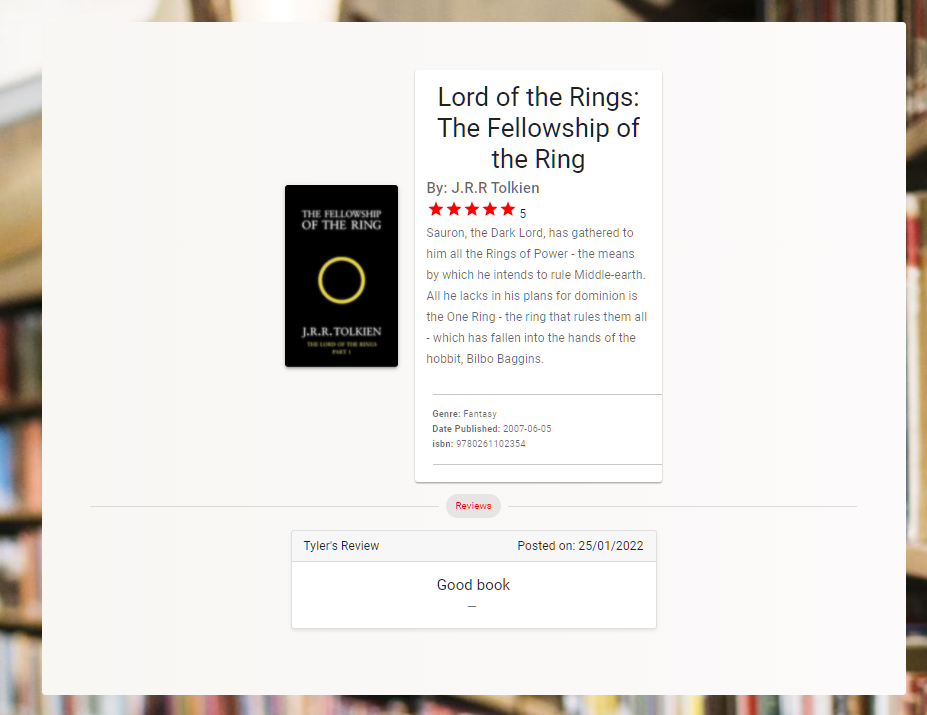 THE FELLOWSHIP
OF THE RING
J.R.R. TOLKIEN
THE LORD OF THE RINGS
PART 1
Lord of the Rings:
The Fellowship of
the Ring
By: J.R.R Tolkien
5
Sauron, the Dark Lord, has gathered to
him all the Rings of Power - the means
by which he intends to rule Middle-earth.
All he lacks in his plans for dominion is
the One Ring - the ring that rules them all
- which has fallen into the hands of the
hobbit, Bilbo Baggins.
Genre: Fantasy
Date Published: 2007-06-05
isbn: 9780261102354
Reviews
Tyler's Review
Posted on: 25/01/2022
Good book
—